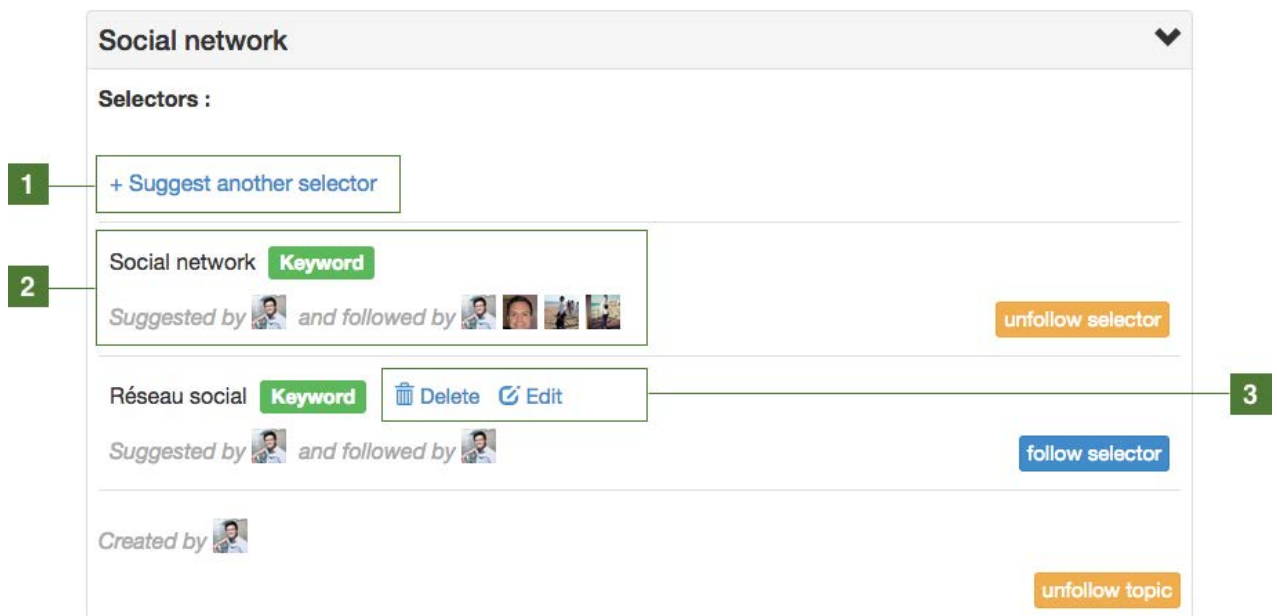 Social network
Selectors :
1
+ Suggest another selector
2
Social network Keyword
Suggested by and followed by
unfollow selector
Réseau social Keyword Delete Edit
3
Suggested by and followed by
follow selector
Created by
unfollow topic